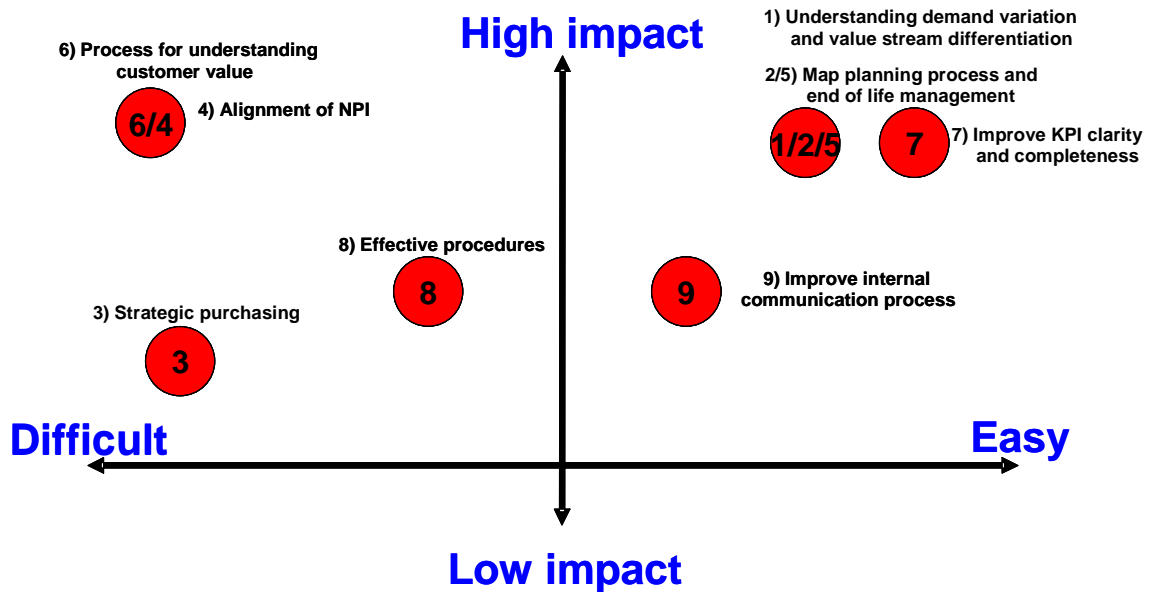 High impact
1) Understanding demand variation
and value stream differentiation
6) Process for understanding
customer value
2/5) Map planning process and
end of life management
4) Alignment of NPI
6/4
1/2/5
7
7) Improve KPI clarity
and completeness
8) Effective procedures
8
9
9) Improve internal
communication process
3) Strategic purchasing
3
Difficult
Easy
Low impact